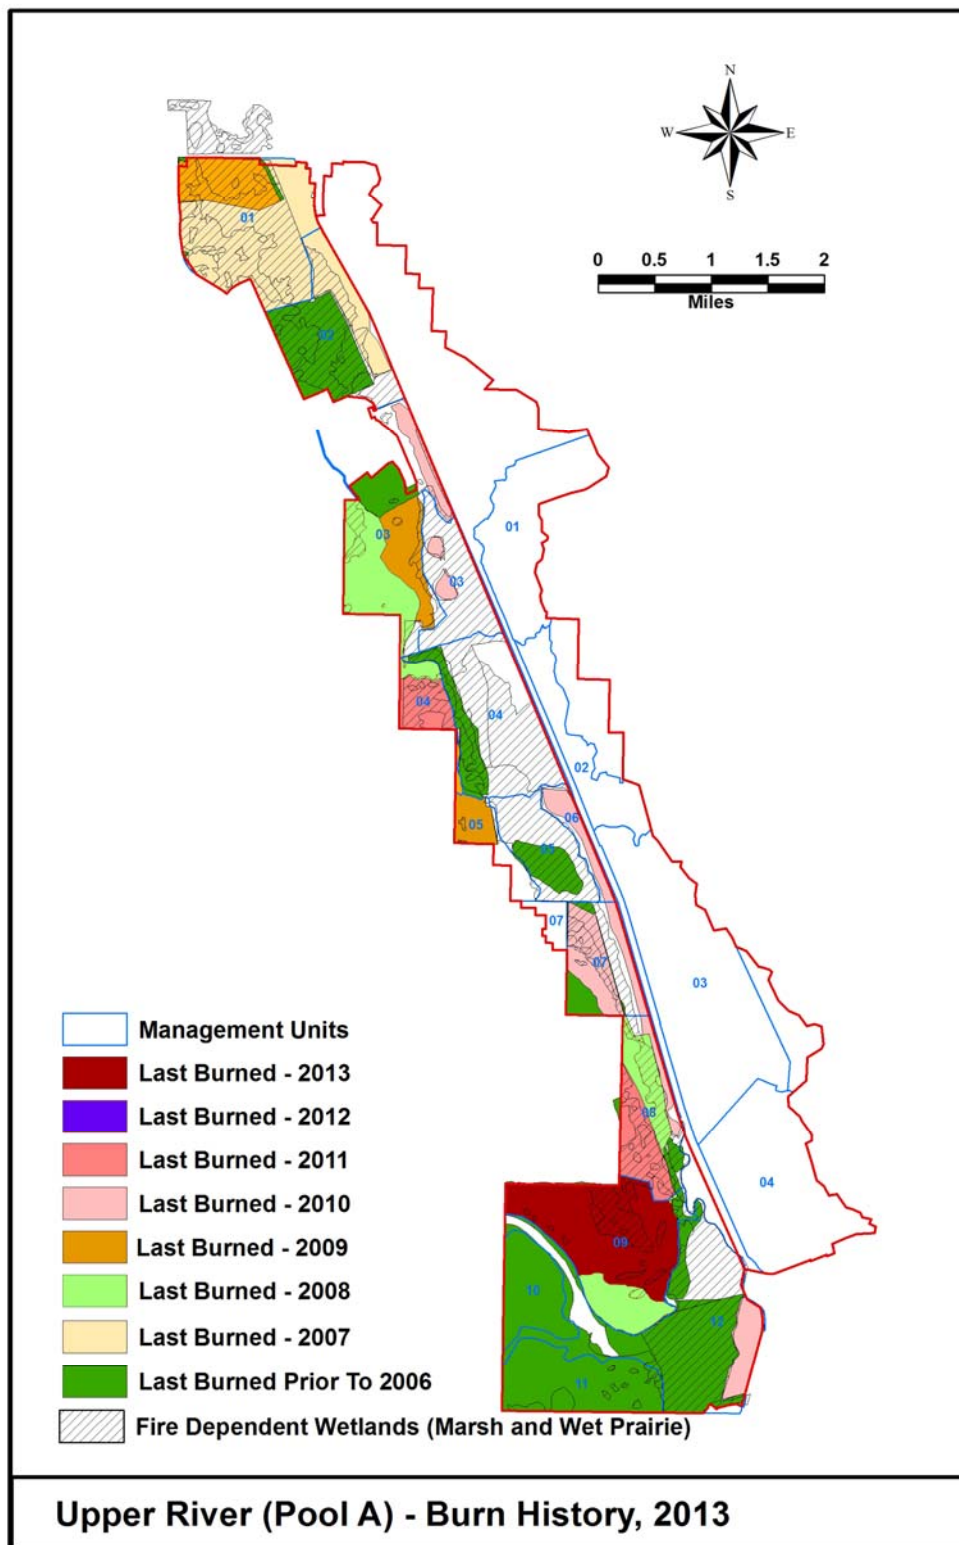 N
W E
S
01
0 0.5 1 1.5 2
Miles
02
01
03
03
04
04
02
05
06
05
07
07
03
08
04
09
10
12
11
Management Units
Last Burned - 2013
Last Burned - 2012
Last Burned - 2011
Last Burned - 2010
Last Burned - 2009
Last Burned - 2008
Last Burned - 2007
Last Burned Prior To 2006
Fire Dependent Wetlands (Marsh and Wet Prairie)
Upper River (Pool A) - Burn History, 2013